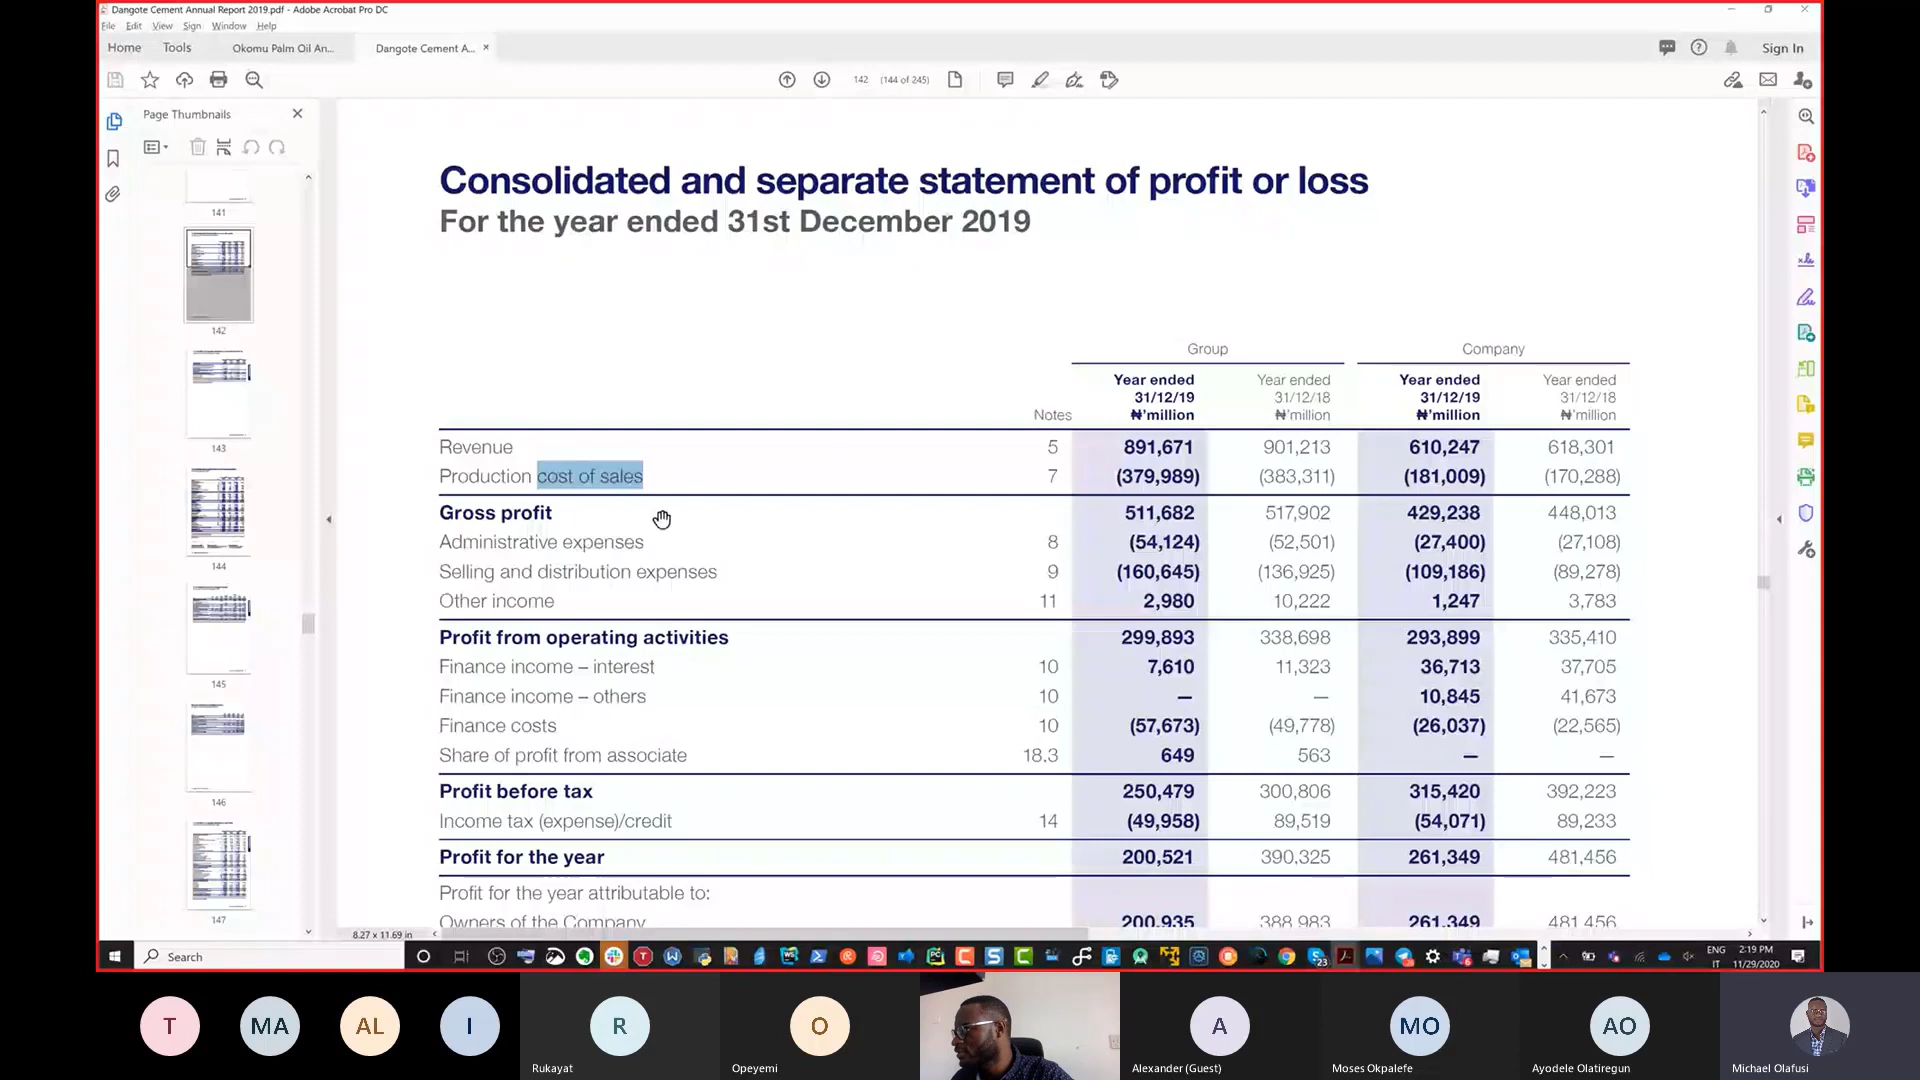 Dangote Cement Annual Report 2019.pdf - Adobe Acrobat Pro DC
File Edit View Sign Window Help
Home Tools Okomu Palm Oil An... Dangote Cement A... ×
Sign In
142 (144 of 245)
Page Thumbnails
141
142
143
144
145
146
147
Consolidated and separate statement of profit or loss
For the year ended 31st December 2019
Group Company
Year ended Year ended Year ended Year ended
31/12/19 31/12/18 31/12/19 31/12/18
Notes ₦'million ₦'million ₦'million ₦'million
Revenue 5 891,671 901,213 610,247 618,301
Production cost of sales 7 (379,989) (383,311) (181,009) (170,288)
Gross profit 511,682 517,902 429,238 448,013
Administrative expenses 8 (54,124) (52,501) (27,400) (27,108)
Selling and distribution expenses 9 (160,645) (136,925) (109,186) (89,278)
Other income 11 2,980 10,222 1,247 3,783
Profit from operating activities 299,893 338,698 293,899 335,410
Finance income – interest 10 7,610 11,323 36,713 37,705
Finance income – others 10 — — 10,845 41,673
Finance costs 10 (57,673) (49,778) (26,037) (22,565)
Share of profit from associate 18.3 649 563 — —
Profit before tax 250,479 300,806 315,420 392,223
Income tax (expense)/credit 14 (49,958) 89,519 (54,071) 89,233
Profit for the year 200,521 390,325 261,349 481,456
Profit for the year attributable to:
Owners of the Company 200,935 388,983 261,349 481,456
8.27 x 11.69 in
Search
23
ENG 2:19 PM
IT 11/29/2020
T MA AL I R O A MO AO
Rukayat Opeyemi Alexander (Guest) Moses Okpalefe Ayodele Olatiregun Michael Olafusi